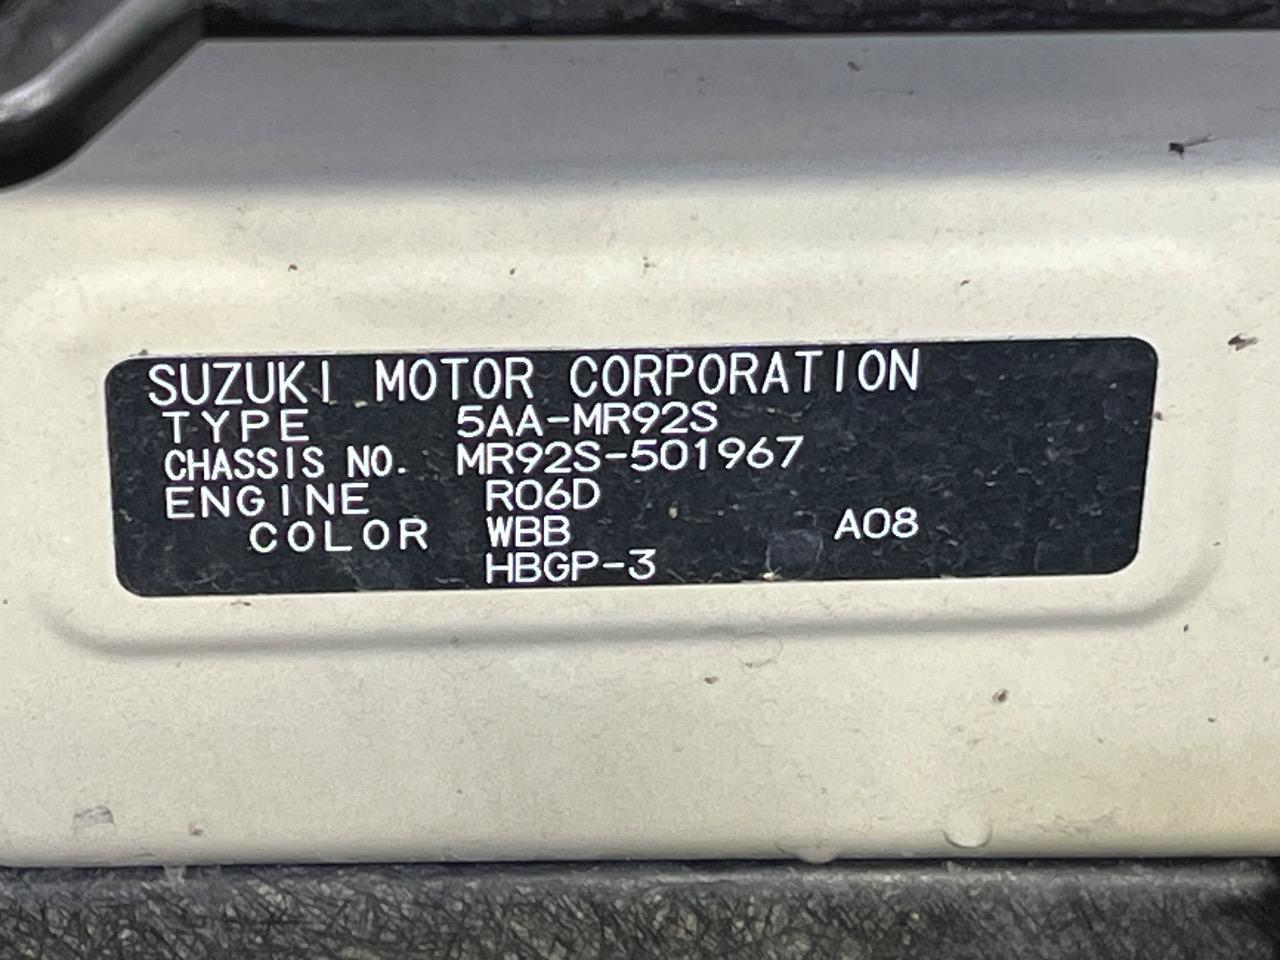 SUZUKI MOTOR CORPORATION
TYPE 5AA-MR92S
CHASSIS NO. MR92S-501967
ENGINE R06D
COLOR WBB A08
HBGP-3